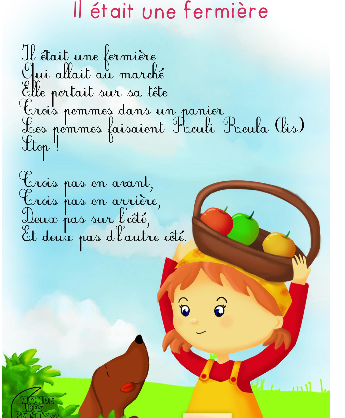 Il était une fermière
Il était une fermière
Qui allait au marché
Elle portait sur sa tête
Trois pommes dans un panier
Les pommes faisaient Rouli Roula (bis)
Stop !
Trois pas en avant,
Trois pas en arrière,
Deux pas sur l'côté,
Et deux pas d'l'autre côté.